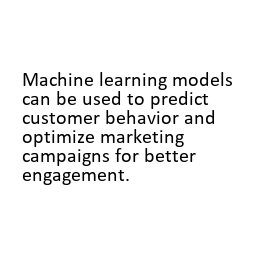 Machine learning models
can be used to predict
customer behavior and
optimize marketing
campaigns for better
engagement.